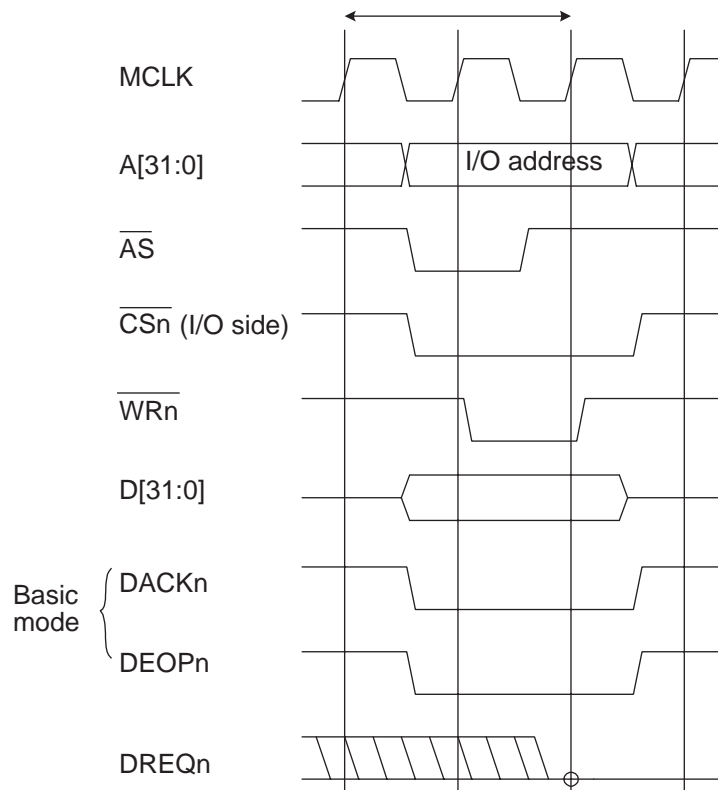 MCLK
A[31:0]
I/O address
AS
CSn (I/O side)
WRn
D[31:0]
Basic
mode
DACKn
DEOPn
DREQn